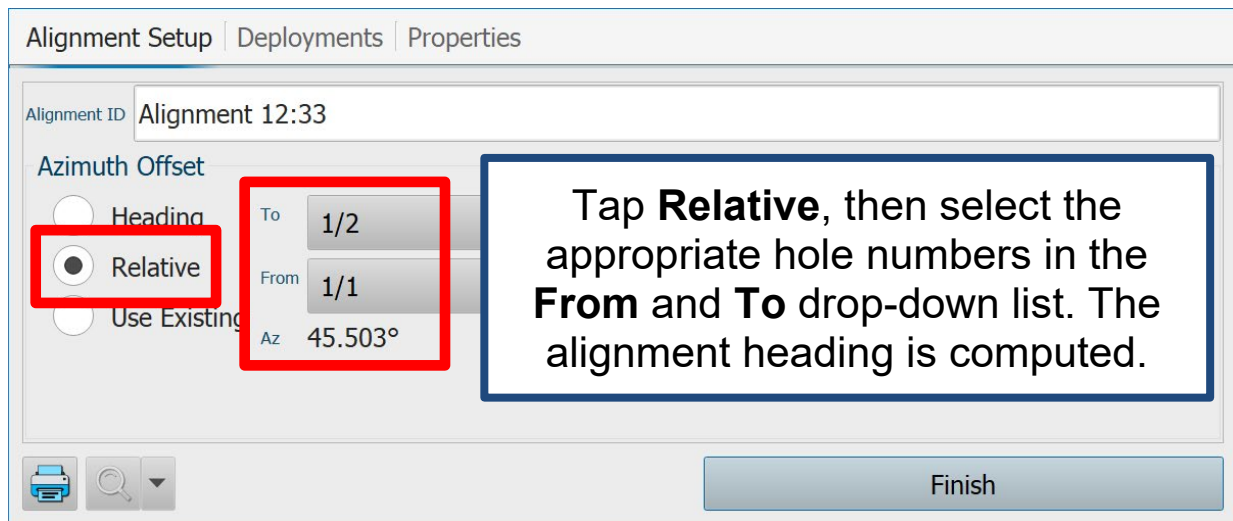 Alignment Setup Deployments Properties
Alignment ID Alignment 12:33
Azimuth Offset
Heading
Relative
Use Existing
To 1/2
From 1/1
Az 45.503°
Tap Relative, then select the
appropriate hole numbers in the
From and To drop-down list. The
alignment heading is computed.
Finish